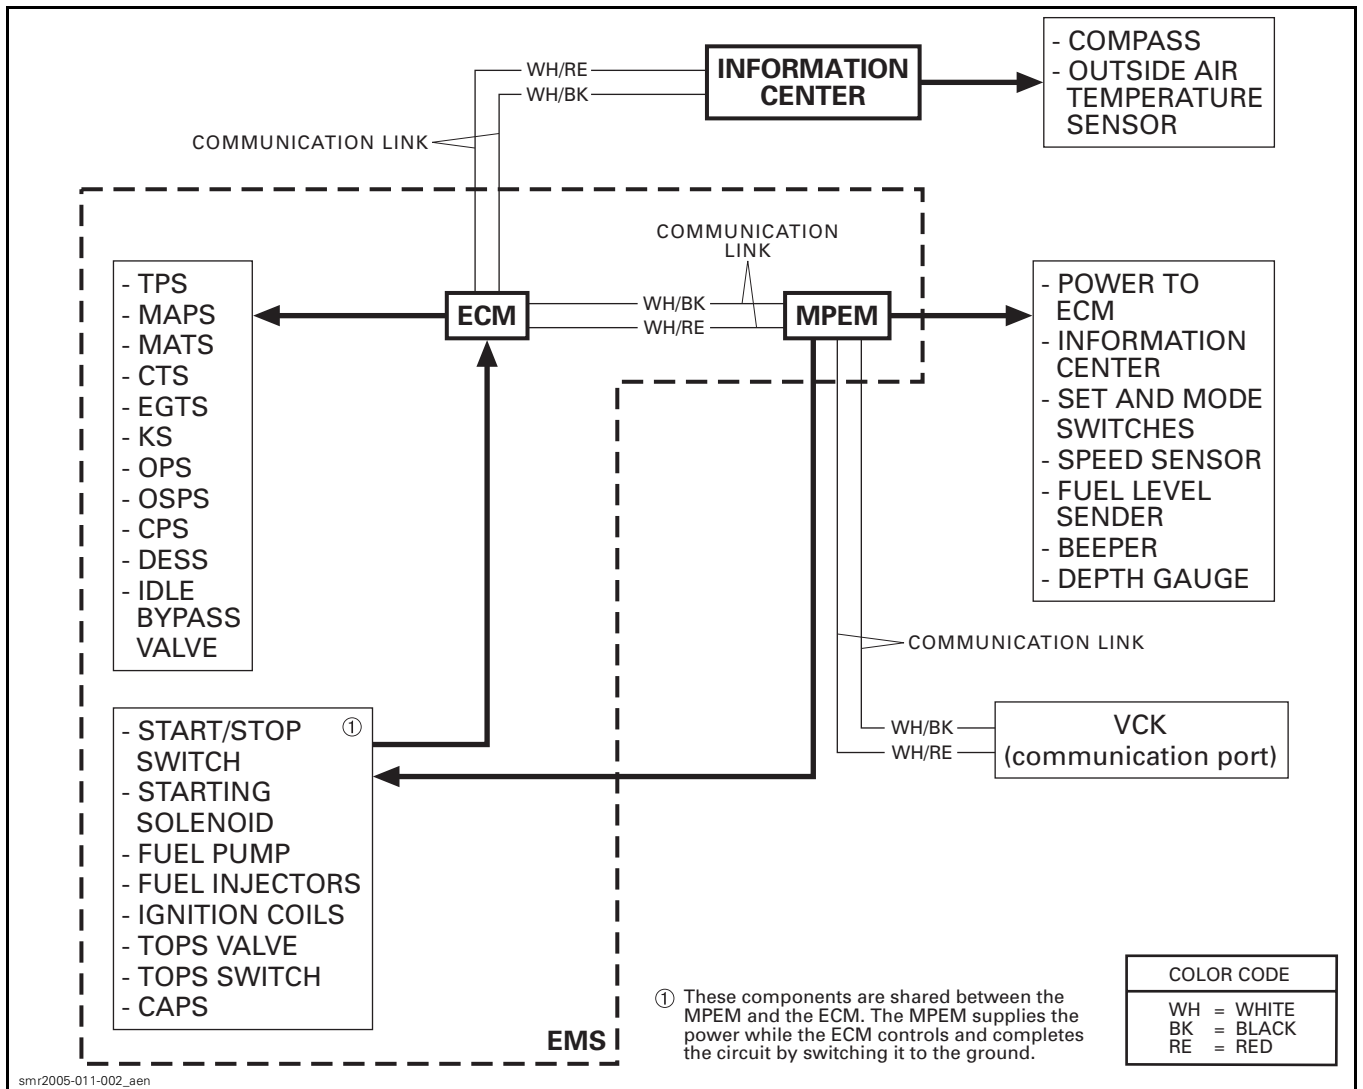 WH/RE
WH/BK
INFORMATION
CENTER
- COMPASS
- OUTSIDE AIR
TEMPERATURE
SENSOR
COMMUNICATION LINK
COMMUNICATION
LINK
- TPS
- MAPS
- MATS
- CTS
- EGTS
- KS
- OPS
- OSPS
- CPS
- DESS
- IDLE
BYPASS
VALVE
ECM
WH/BK
WH/RE
MPEM
- POWER TO
ECM
- INFORMATION
CENTER
- SET AND MODE
SWITCHES
- SPEED SENSOR
- FUEL LEVEL
SENDER
- BEEPER
- DEPTH GAUGE
COMMUNICATION LINK
- START/STOP ①
SWITCH
- STARTING
SOLENOID
- FUEL PUMP
- FUEL INJECTORS
- IGNITION COILS
- TOPS VALVE
- TOPS SWITCH
- CAPS
WH/BK
WH/RE
VCK
(communication port)
EMS
① These components are shared between the
MPEM and the ECM. The MPEM supplies the
power while the ECM controls and completes
the circuit by switching it to the ground.
COLOR CODE
WH = WHITE
BK = BLACK
RE = RED
smr2005-011-002_aen